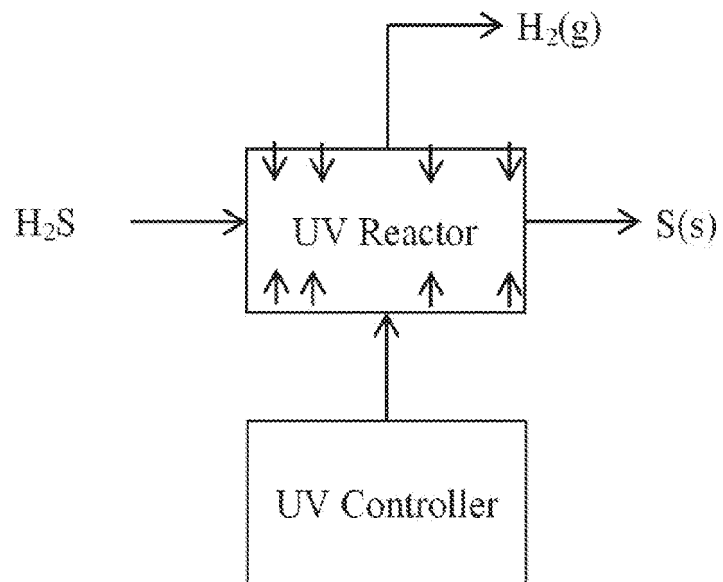 H₂(g)
H₂S
UV Reactor
S(s)
UV Controller